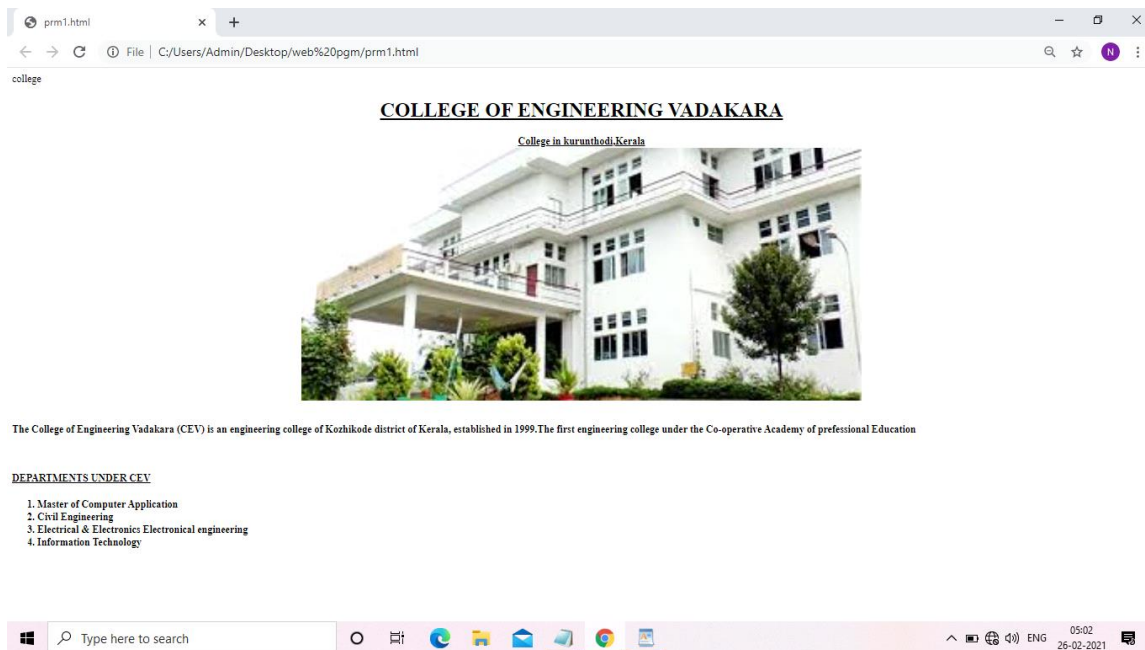 prm1.html
File | C:/Users/Admin/Desktop/web%20pgm/prm1.html
N
college
COLLEGE OF ENGINEERING VADAKARA
College in kurunthodi,Kerala
The College of Engineering Vadakara (CEV) is an engineering college of Kozhikode district of Kerala, established in 1999.The first engineering college under the Co-operative Academy of prefessional Education
DEPARTMENTS UNDER CEV
1. Master of Computer Application
2. Civil Engineering
3. Electrical & Electronics Electronical engineering
4. Information Technology
Type here to search
ENG
05:02
26-02-2021